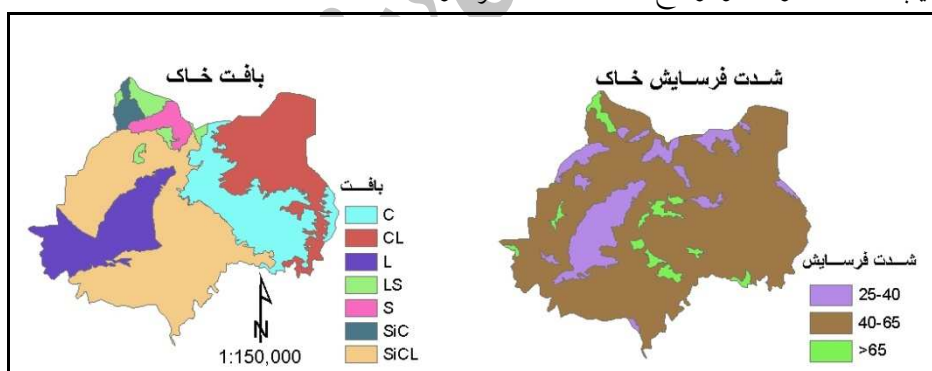 بافت خاک
بافت
C
CL
L
LS
S
SiC
SiCL
N
1:150,000
شدت فرسایش خاک
شدت فرسایش
25-40
40-65
>65